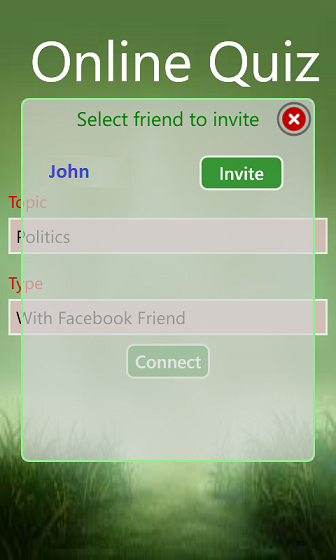 Online Quiz
Select friend to invite
John
Invite
Topic
Politics
Type
With Facebook Friend
Connect